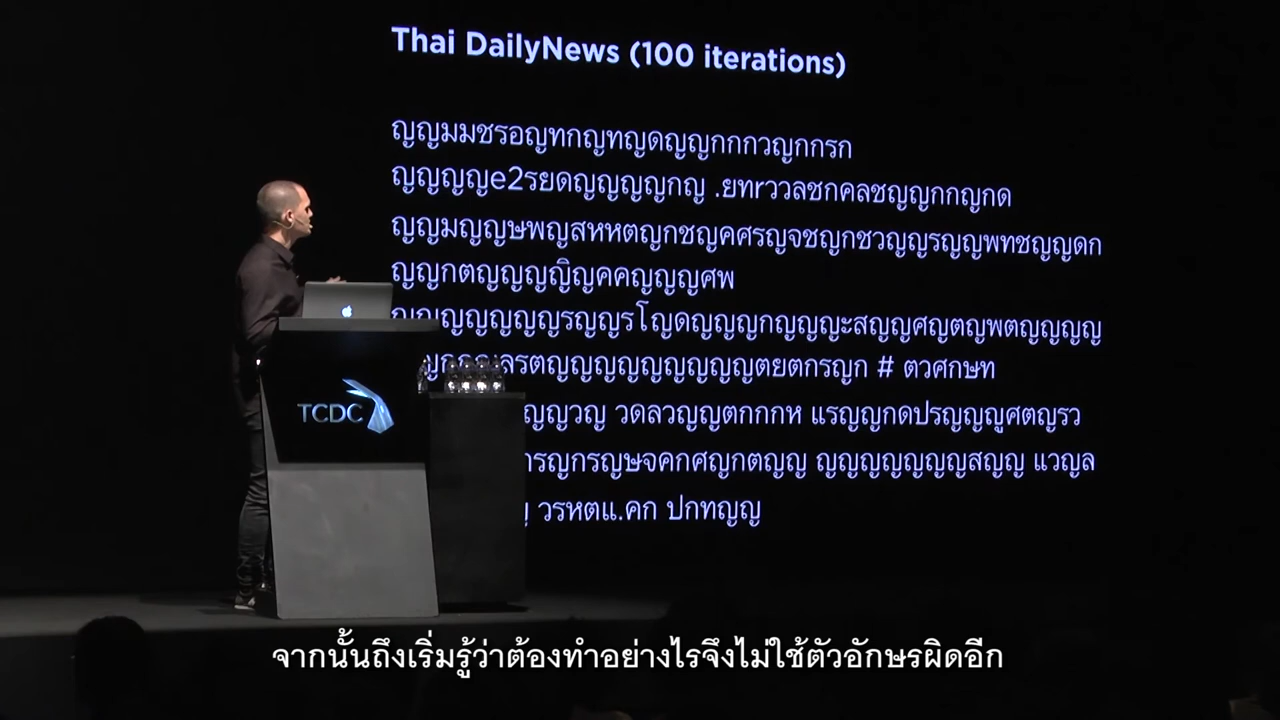 Thai DailyNews (100 iterations)
ญญมมชรอญทกญทญดญญกกกวญกกรก
ญญญญe2รยดญญญญกญ .ยทrววลชกคลชญญกกญกด
ญญมญญษพญสหหตญกชญคศรญจชญกชวญญรญญพทชญญดก
ญญกตญญญญิญคคญญญศพ
ญญญญญญญรญญรโญดญญญกญญญะสญญศญตญพตญญญญ
รตญญญญญญญญญตยตกรญก # ตวศกษท
ญญวญ วดลวญญตกกกห แรญญกดปรญญญศตญรว
รญกรญษจคกศญกตญญ ญญญญญญญสญญ แวญล
วรหตแ.คก ปกทญญ
TCDC
จากนั้นถึงเริ่มรู้ว่าต้องทำอย่างไรจึงไม่ใช้ตัวอักษรผิดอีก